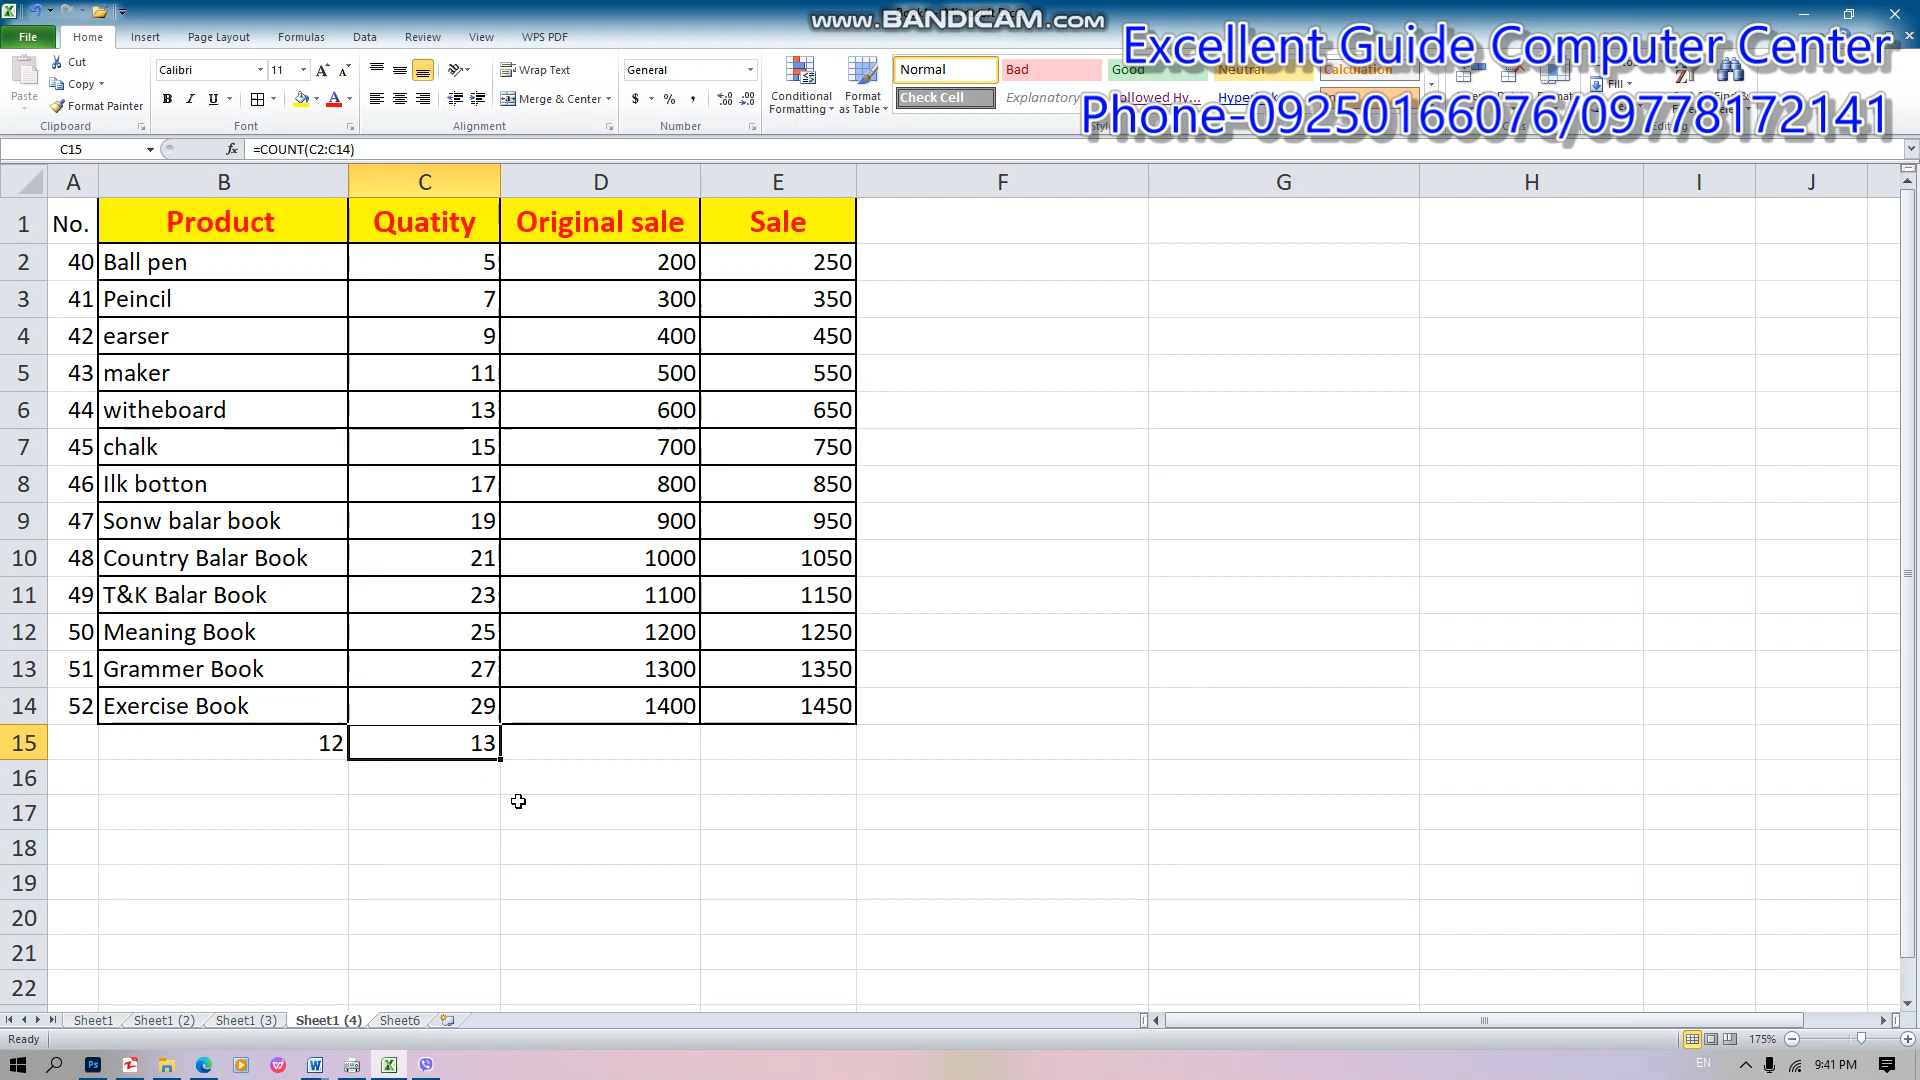 www.BANDICAM.com
File Home Insert Page Layout Formulas Data Review View WPS PDF
Excellent Guide Computer Center
Phone-09250166076/09778172141
Paste
Cut
Copy
Format Painter
Clipboard
Calibri 11
B I U
Font
Wrap Text
Merge & Center
Alignment
General
$ % ,
Number
Conditional Formatting
Format as Table
Normal Bad Good Neutral Calculation
Check Cell Explanatory
C15 fx =COUNT(C2:C14)
A B C D E F G H I J
1 No. Product Quatity Original sale Sale
2 40 Ball pen 5 200 250
3 41 Peincil 7 300 350
4 42 earser 9 400 450
5 43 maker 11 500 550
6 44 witheboard 13 600 650
7 45 chalk 15 700 750
8 46 Ilk botton 17 800 850
9 47 Sonw balar book 19 900 950
10 48 Country Balar Book 21 1000 1050
11 49 T&K Balar Book 23 1100 1150
12 50 Meaning Book 25 1200 1250
13 51 Grammer Book 27 1300 1350
14 52 Exercise Book 29 1400 1450
15 12 13
16
17
18
19
20
21
22
Sheet1 Sheet1 (2) Sheet1 (3) Sheet1 (4) Sheet6
Ready 175%
EN 9:41 PM